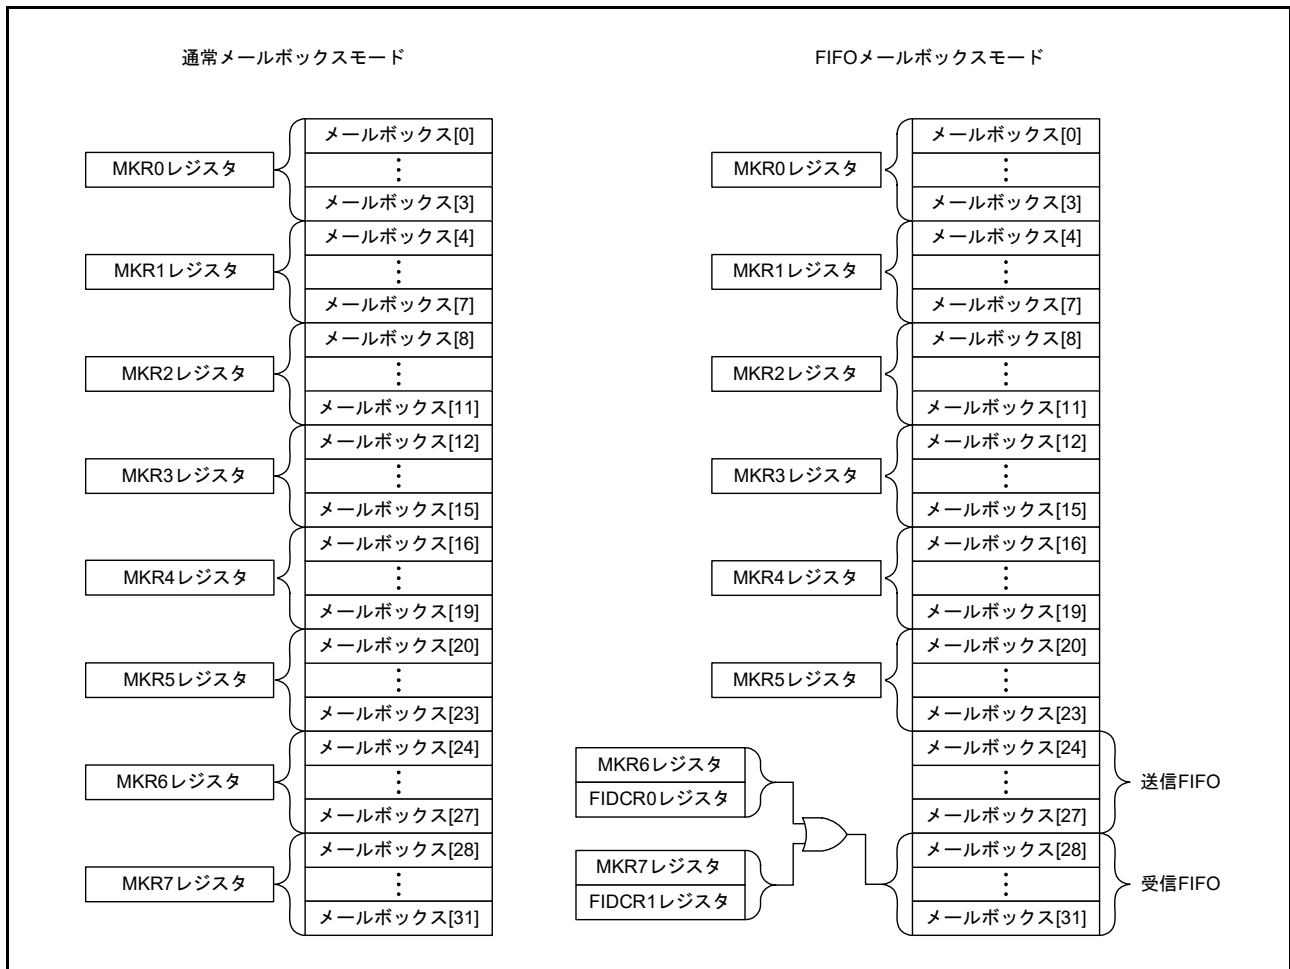 通常メールボックスモード
メールボックス[0]
MKR0レジスタ
メールボックス[3]
メールボックス[4]
MKR1レジスタ
メールボックス[7]
メールボックス[8]
MKR2レジスタ
メールボックス[11]
メールボックス[12]
MKR3レジスタ
メールボックス[15]
メールボックス[16]
MKR4レジスタ
メールボックス[19]
メールボックス[20]
MKR5レジスタ
メールボックス[23]
メールボックス[24]
MKR6レジスタ
メールボックス[27]
メールボックス[28]
MKR7レジスタ
メールボックス[31]
FIFOメールボックスモード
メールボックス[0]
MKR0レジスタ
メールボックス[3]
メールボックス[4]
MKR1レジスタ
メールボックス[7]
メールボックス[8]
MKR2レジスタ
メールボックス[11]
メールボックス[12]
MKR3レジスタ
メールボックス[15]
メールボックス[16]
MKR4レジスタ
メールボックス[19]
メールボックス[20]
MKR5レジスタ
メールボックス[23]
メールボックス[24]
MKR6レジスタ
送信FIFO
FIDCR0レジスタ
メールボックス[27]
メールボックス[28]
MKR7レジスタ
受信FIFO
FIDCR1レジスタ
メールボックス[31]